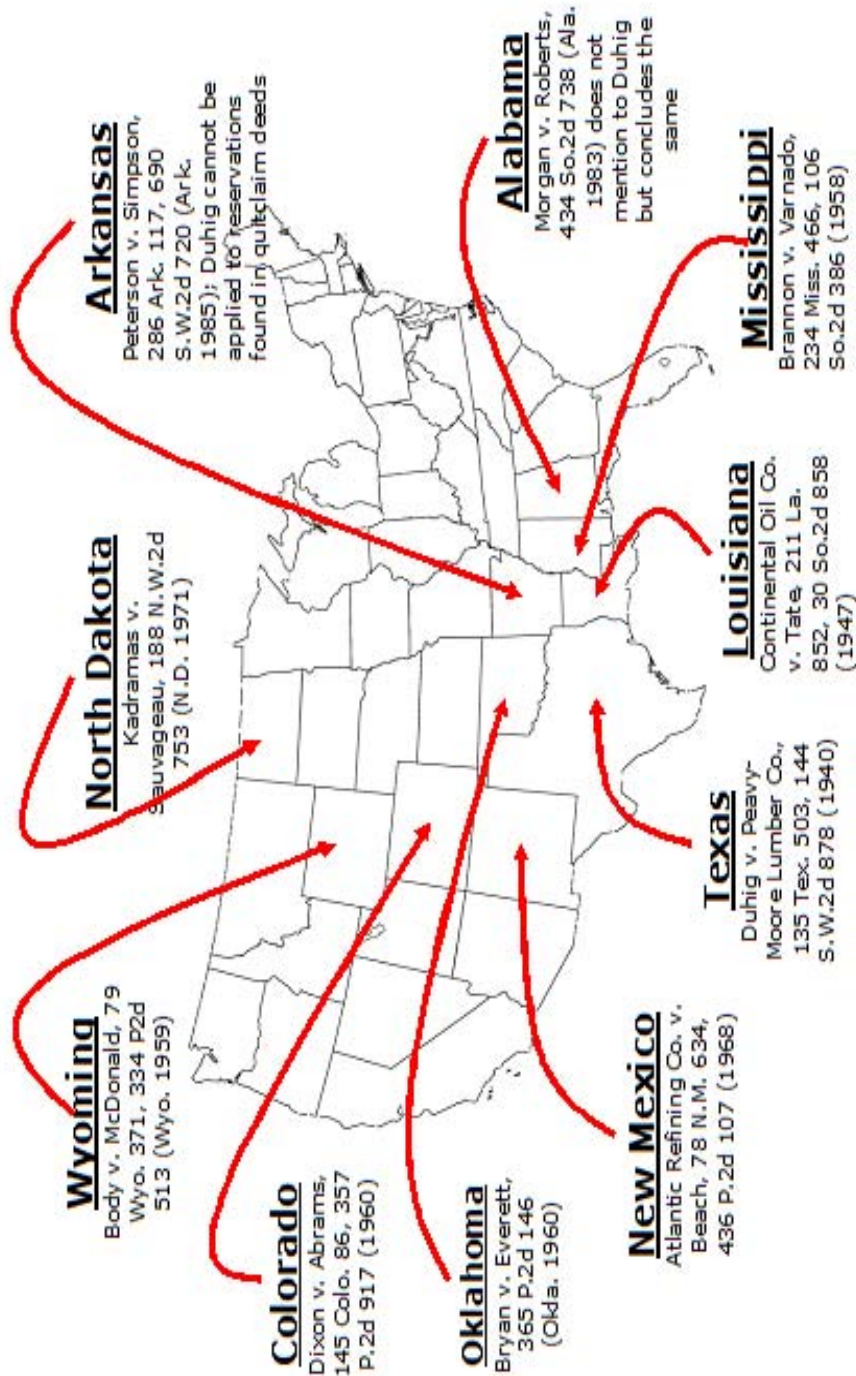 Wyoming
Body v. McDonald, 79
Wyo. 371, 334 P2d
513 (Wyo. 1959)
North Dakota
Kadramas v.
Sauvageau, 188 N.W.2d
753 (N.D. 1971)
Arkansas
Peterson v. Simpson,
286 Ark. 117, 690
S.W.2d 720 (Ark.
1985); Duhig cannot be
applied to reservations
found in quitclaim deeds
Colorado
Dixon v. Abrams,
145 Colo. 86, 357
P.2d 917 (1960)
Oklahoma
Bryan v. Everett,
365 P.2d 146
(Okla. 1960)
New Mexico
Atlantic Refining Co. v.
Beach, 78 N.M. 634,
436 P.2d 107 (1968)
Texas
Duhig v. Peavy-
Moore Lumber Co.,
135 Tex. 503, 144
S.W.2d 878 (1940)
Louisiana
Continental Oil Co.
v. Tate, 211 La.
852, 30 So.2d 858
(1947)
Mississippi
Brannon v. Varnado,
234 Miss. 466, 106
So.2d 386 (1958)
Alabama
Morgan v. Roberts,
434 So.2d 738 (Ala.
1983) does not
mention to Duhig
but concludes the
same